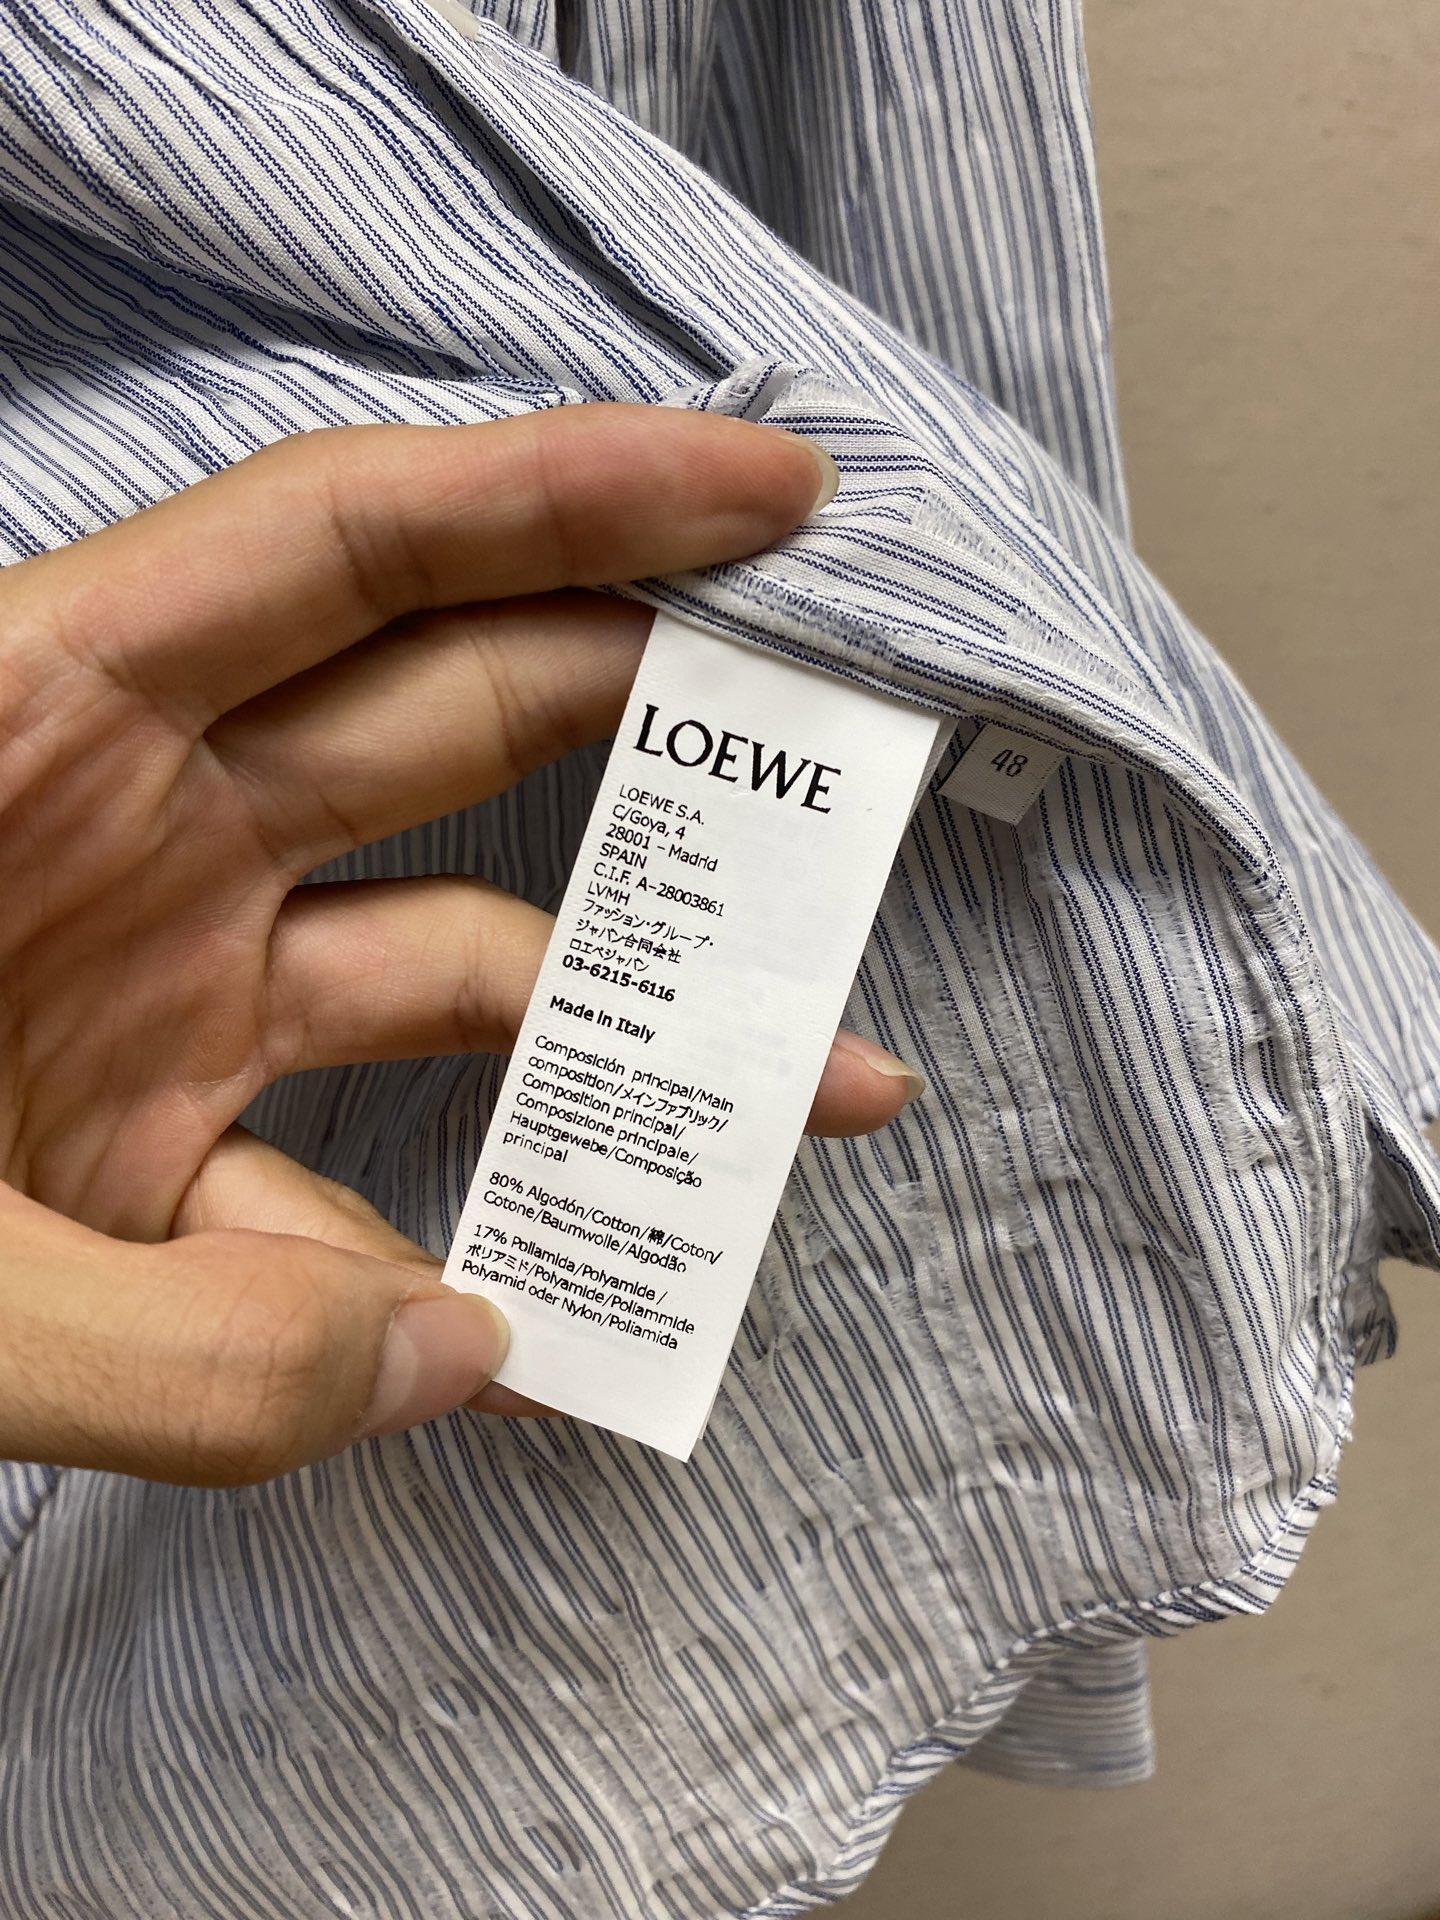 LOEWE
LOEWE S.A.
C/Goya, 4
28001 - Madrid
SPAIN
C.I.F. A-28003861
LVMH
ファッション・グループ・
ジャパン合同会社
ロエベジャパン
03-6215-6116
Made in Italy
Composición principal/Main
composition/メインファブリック/
Composition principal/
Composizione principale/
Hauptgewebe/Composição
principal
80% Algodón/Cotton/綿/Coton/
Cotone/Baumwolle/Algodão
17% Poliamida/Polyamide/
ポリアミド/Polyamide/Poliammide
Polyamid oder Nylon/Poliamida
48